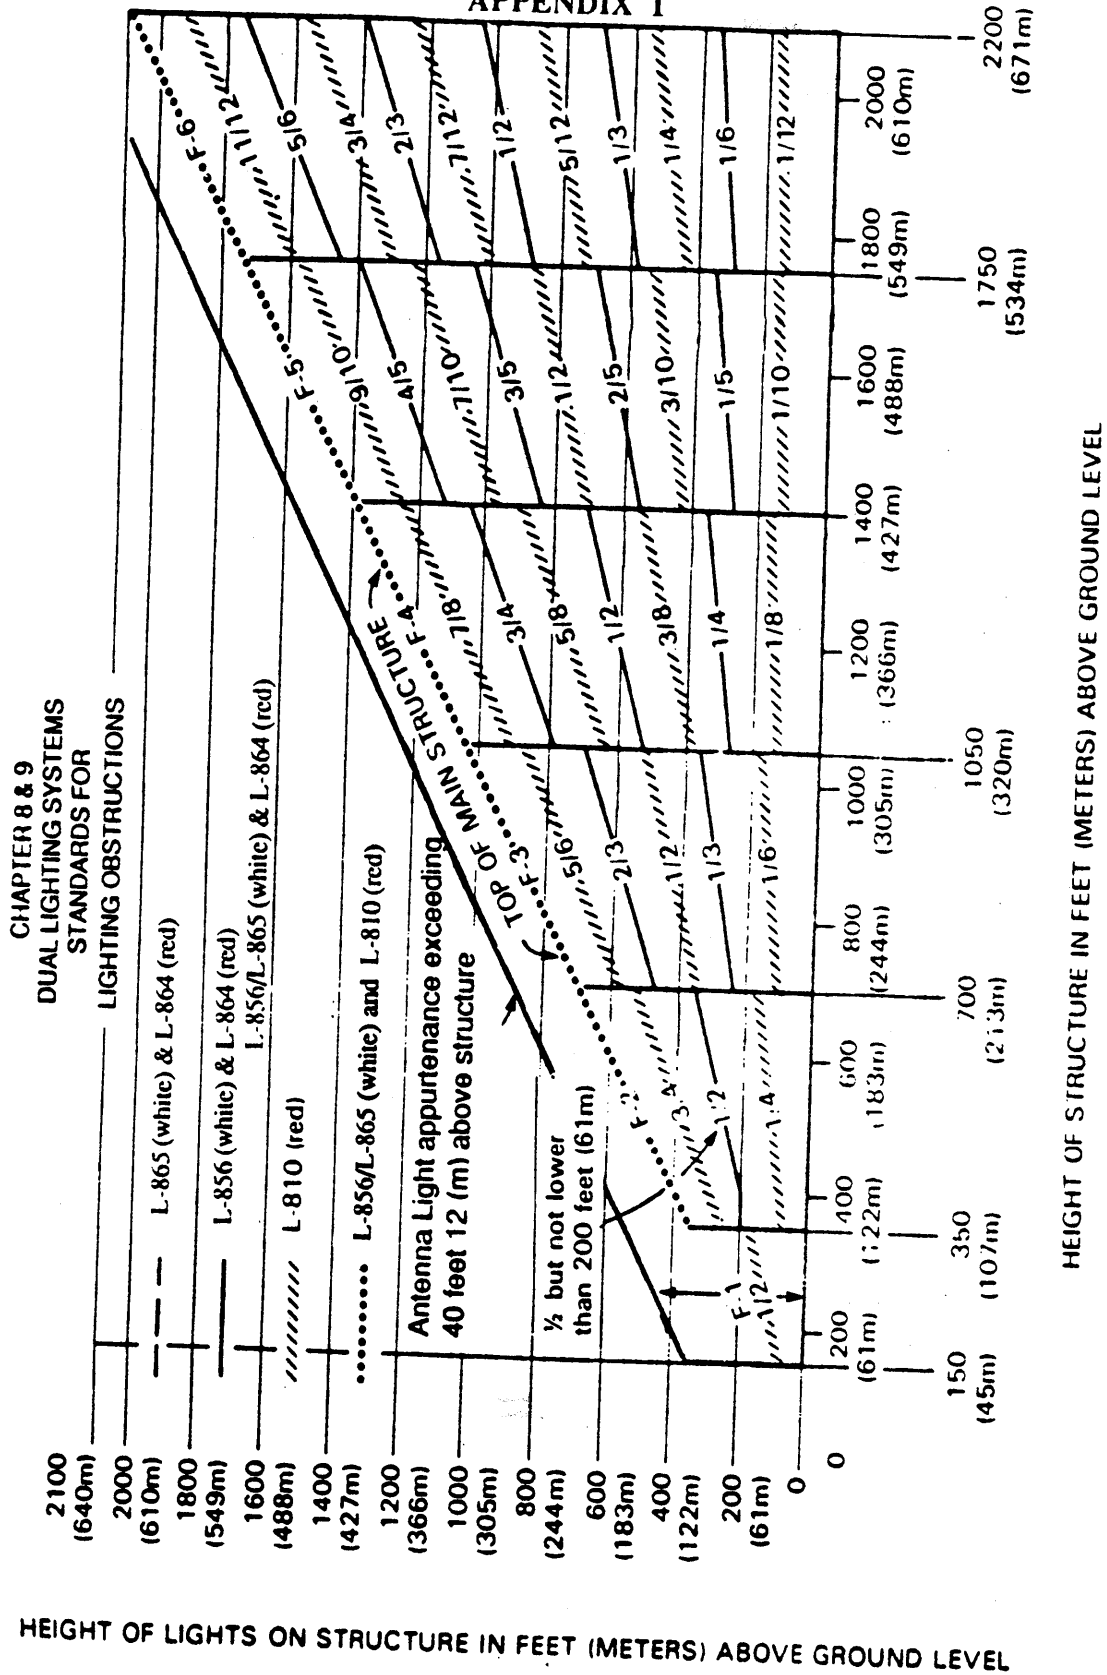 APPENDIX 1
CHAPTER 8 & 9
DUAL LIGHTING SYSTEMS
STANDARDS FOR
LIGHTING OBSTRUCTIONS
L-865 (white) & L-864 (red)
L-856 (white) & L-864 (red)
L-856/L-865 (white) & L-864 (red)
L-810 (red)
L-856/L-865 (white) and L-810 (red)
Antenna Light appurtenance exceeding
40 feet 12 (m) above structure
½ but not lower
than 200 feet (61m)
TOP OF MAIN STRUCTURE
HEIGHT OF LIGHTS ON STRUCTURE IN FEET (METERS) ABOVE GROUND LEVEL
2100
(640m)
2000
(610m)
1800
(549m)
1600
(488m)
1400
(427m)
1200
(366m)
1000
(305m)
800
(244m)
600
(183m)
400
(122m)
200
(61m)
0
F-1
1/2
F-2
3/4
1/2
1/4
F-3
5/6
2/3
1/2
1/3
1/6
F-4
7/8
3/4
5/8
1/2
3/8
1/4
1/8
F-5
9/10
4/5
7/10
3/5
1/2
2/5
3/10
1/5
1/10
F-6
11/12
5/6
3/4
2/3
7/12
1/2
5/12
1/3
1/4
1/6
1/12
0
200
(61m)
400
(122m)
600
183m)
800
(244m)
1000
(305m)
1200
(366m)
1400
(427m)
1600
(488m)
1800
(549m)
2000
(610m)
150
(45m)
350
(107m)
700
(213m)
1050
(320m)
1750
(534m)
2200
(671m)
HEIGHT OF STRUCTURE IN FEET (METERS) ABOVE GROUND LEVEL